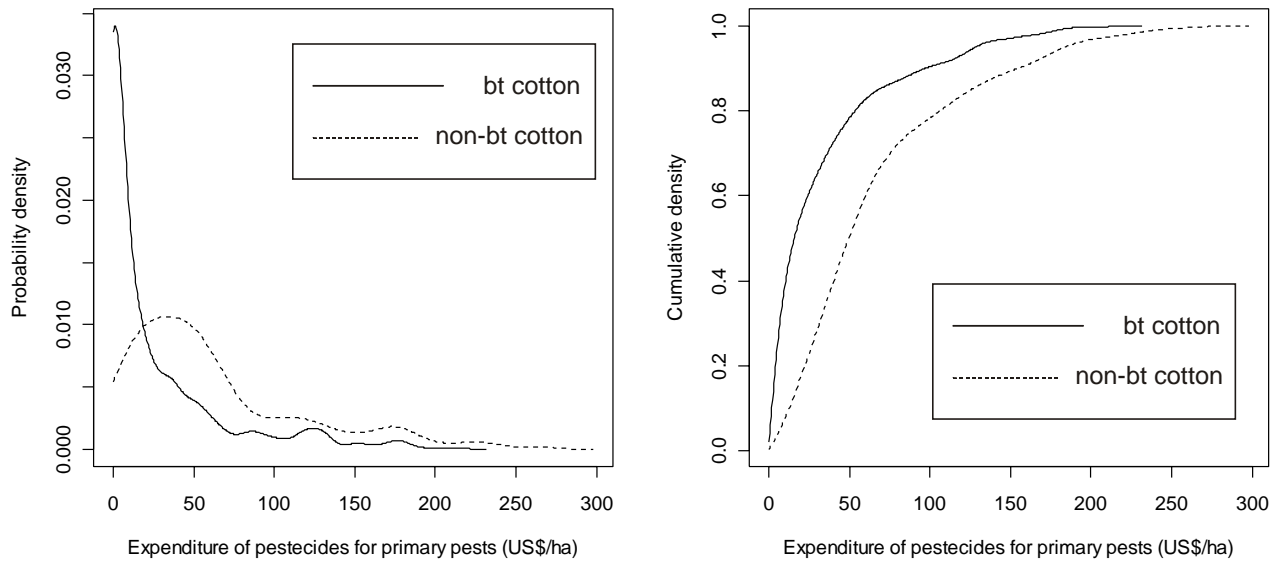 Probability density
0.030
0.020
0.010
0.000
bt cotton
non-bt cotton
0 50 100 150 200 250 300
Expenditure of pestecides for primary pests (US$/ha)
Cumulative density
1.0
0.8
0.6
0.4
0.2
0.0
bt cotton
non-bt cotton
0 50 100 150 200 250 300
Expenditure of pestecides for primary pests (US$/ha)